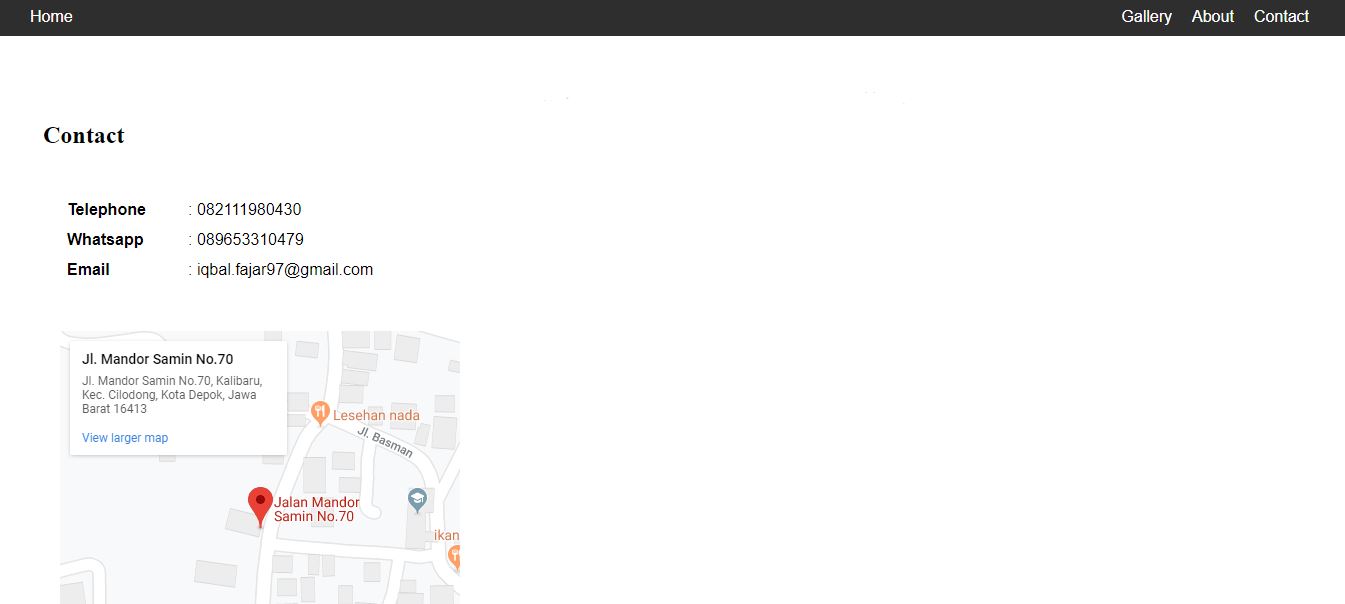 Home Gallery About Contact
Contact
Telephone : 082111980430
Whatsapp : 089653310479
Email : iqbal.fajar97@gmail.com
Jl. Mandor Samin No.70
Jl. Mandor Samin No.70, Kalibaru,
Kec. Cilodong, Kota Depok, Jawa
Barat 16413
View larger map
Lesehan nada
Jl. Basman
Jalan Mandor
Samin No.70
ikan